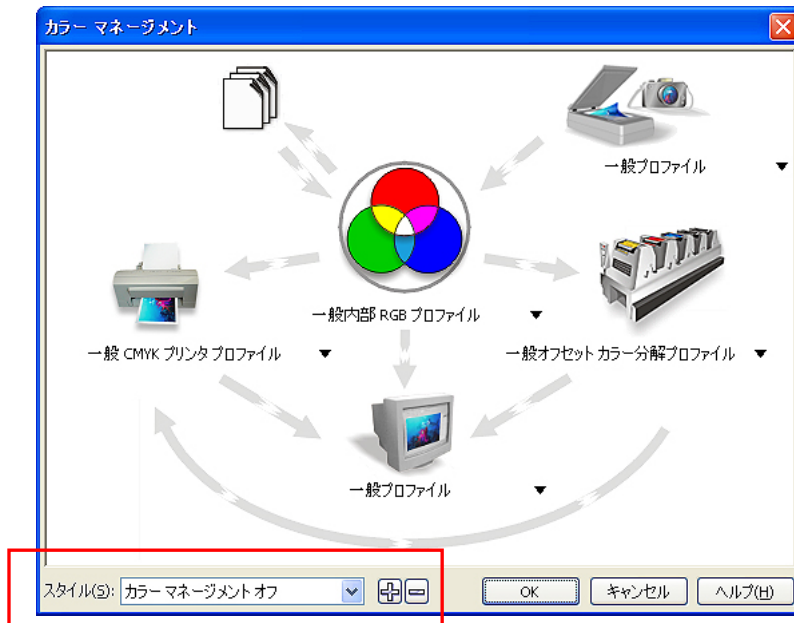 カラー マネージメント
一般プロファイル
一般内部 RGB プロファイル
一般 CMYK プリンタ プロファイル
一般オフセット カラー分解プロファイル
一般プロファイル
スタイル(S): カラー マネージメント オフ OK キャンセル ヘルプ(H)